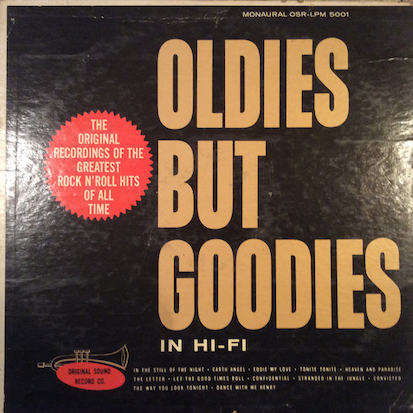 MONAURAL OSR-LPM 5001
OLDIES
BUT
GOODIES
IN HI-FI
THE
ORIGINAL
RECORDINGS OF THE
GREATEST
ROCK N'ROLL HITS
OF ALL
TIME
ORIGINAL SOUND
RECORD CO.
IN THE STILL OF THE NIGHT • EARTH ANGEL • EDDIE MY LOVE • TONITE TONITE • HEAVEN AND PARADISE
THE LETTER • LET THE GOOD TIMES ROLL • CONFIDENTIAL • STRANDED IN THE JUNGLE • CONVICTED
THE WAY YOU LOOK TONIGHT • DANCE WITH ME HENRY